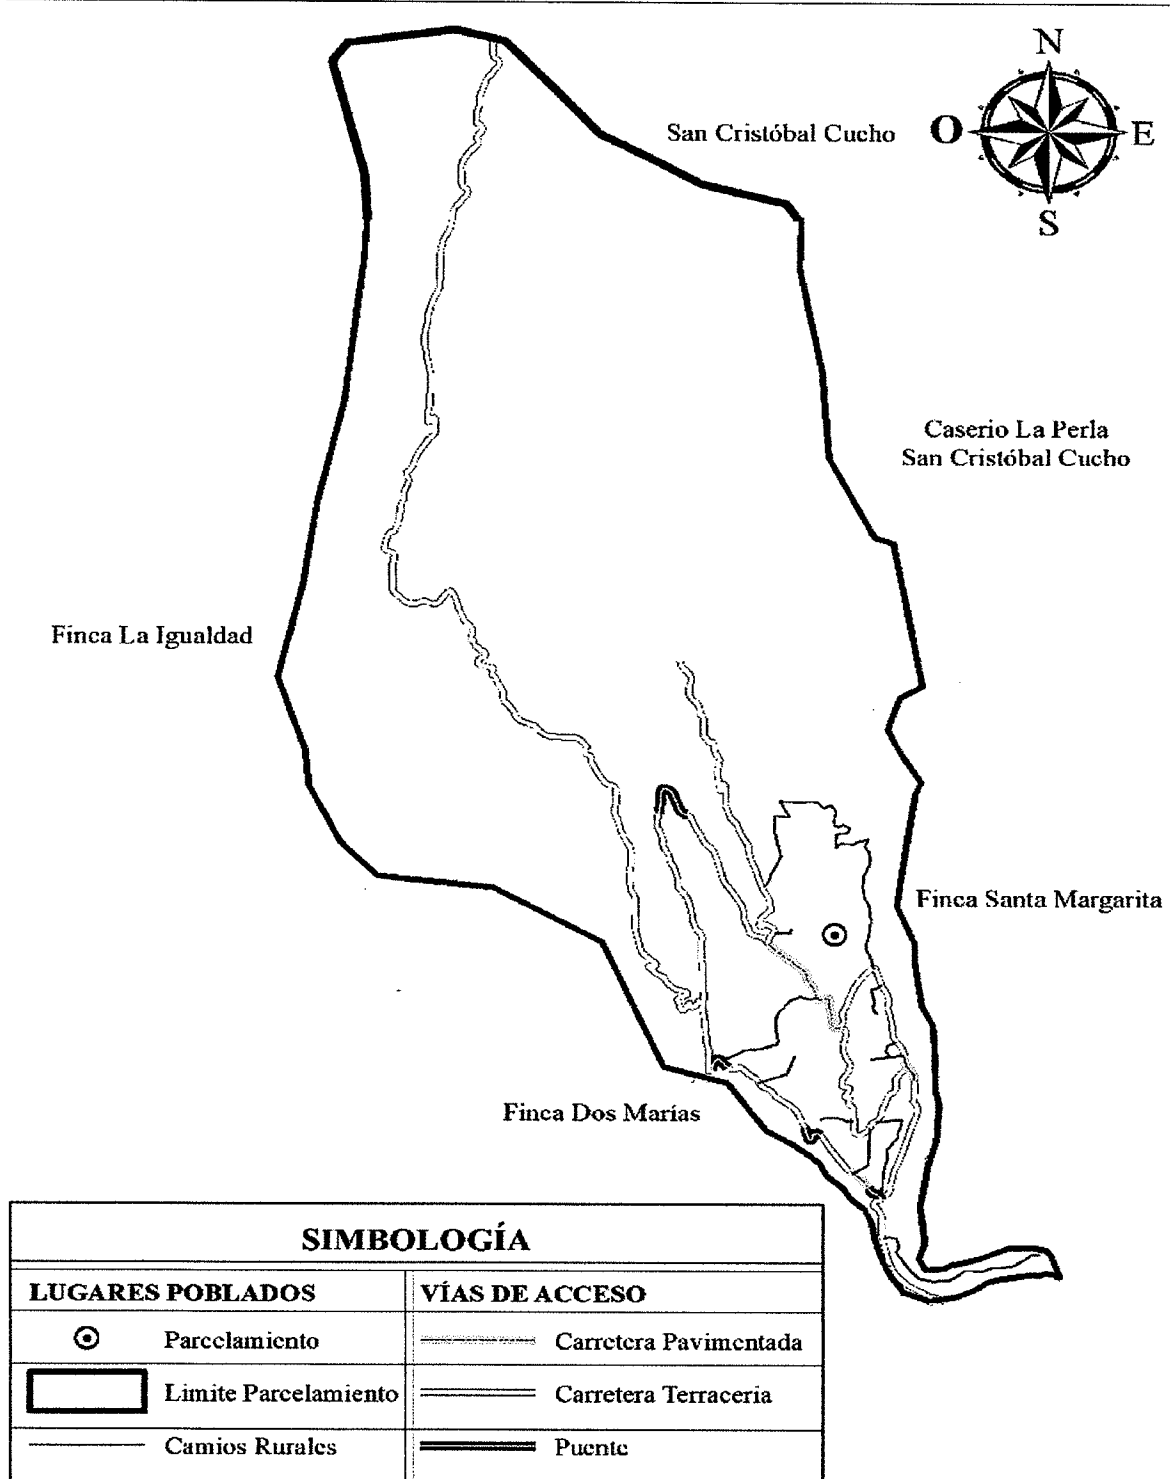 N
San Cristóbal Cucho
O
E
S
Caserio La Perla
San Cristóbal Cucho
Finca La Igualdad
Finca Santa Margarita
Finca Dos Marías
SIMBOLOGÍA
LUGARES POBLADOS
VÍAS DE ACCESO
Parcelamiento
Carretera Pavimentada
Limite Parcelamiento
Carretera Terraceria
Camios Rurales
Puente